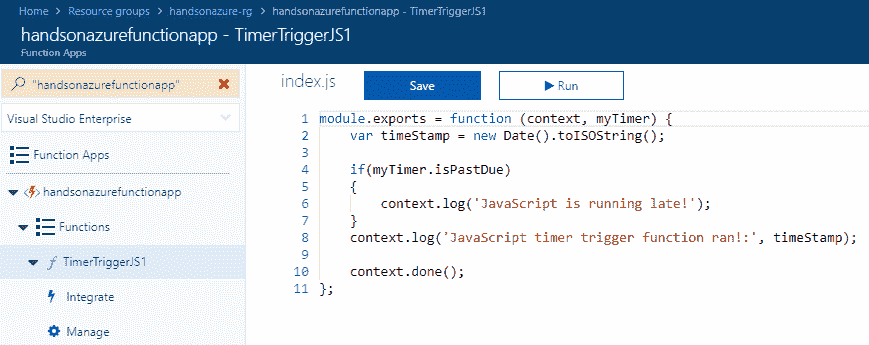 Home > Resource groups > handsonazure-rg > handsonazurefunctionapp - TimerTriggerJS1
handsonazurefunctionapp - TimerTriggerJS1
Function Apps
"handsonazurefunctionapp"
Visual Studio Enterprise
Function Apps
handsonazurefunctionapp
Functions
f TimerTriggerJS1
Integrate
Manage
index.js
Save
Run
1 module.exports = function (context, myTimer) {
2     var timeStamp = new Date().toISOString();
3
4     if(myTimer.isPastDue)
5     {
6         context.log('JavaScript is running late!');
7     }
8     context.log('JavaScript timer trigger function ran!:', timeStamp);
9
10     context.done();
11 };